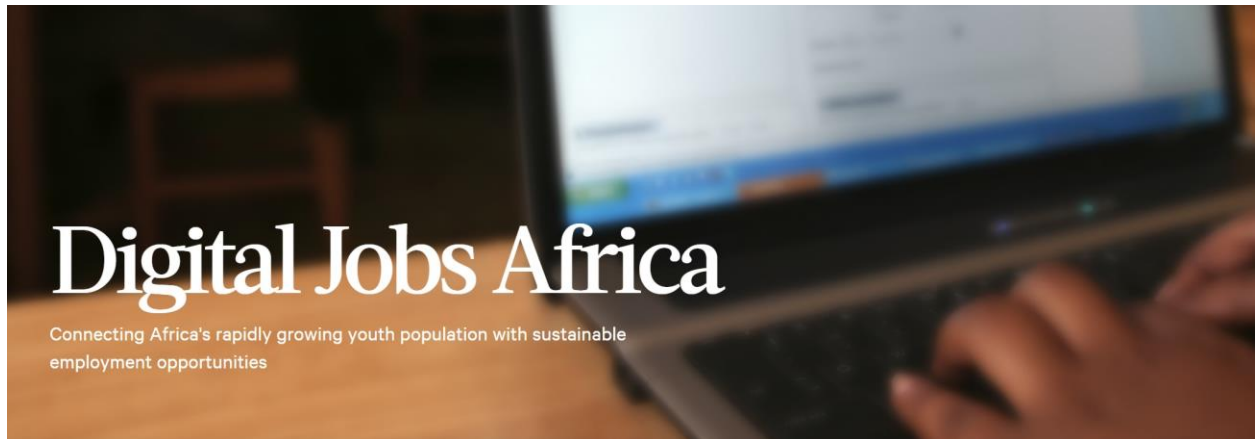 Digital Jobs Africa
Connecting Africa's rapidly growing youth population with sustainable
employment opportunities